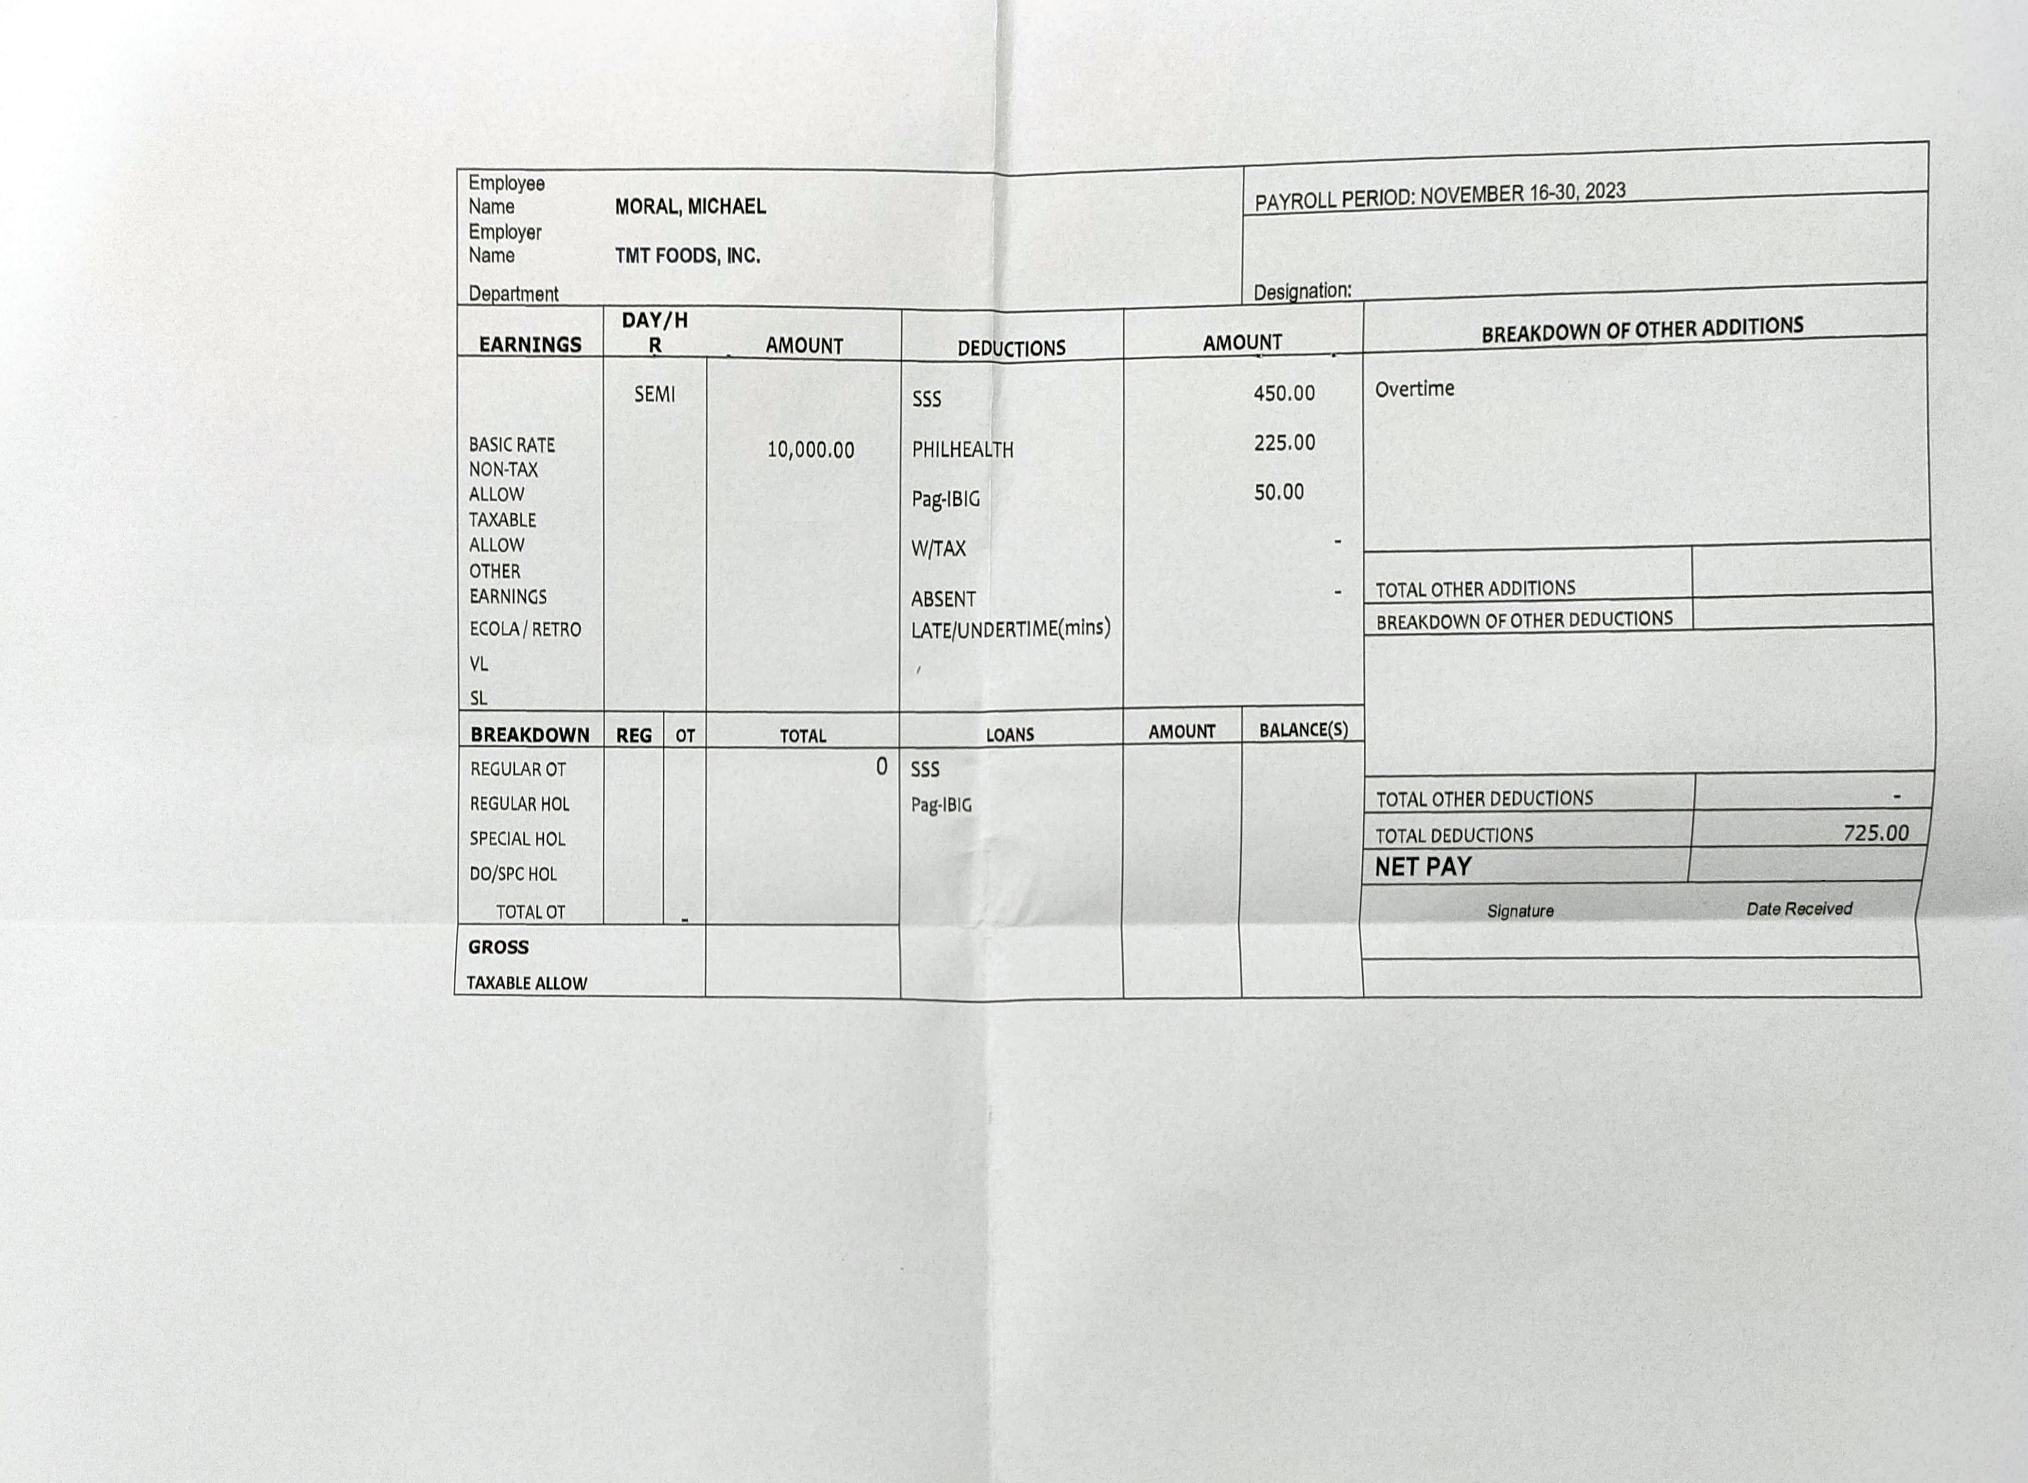 Employee
Name MORAL, MICHAEL
Employer
Name TMT FOODS, INC.
Department
PAYROLL PERIOD: NOVEMBER 16-30, 2023
Designation:
EARNINGS DAY/H
R AMOUNT DEDUCTIONS AMOUNT BREAKDOWN OF OTHER ADDITIONS
SEMI SSS 450.00 Overtime
BASIC RATE 10,000.00 PHILHEALTH 225.00
NON-TAX
ALLOW Pag-IBIG 50.00
TAXABLE
ALLOW W/TAX -
OTHER
EARNINGS ABSENT - TOTAL OTHER ADDITIONS
ECOLA / RETRO LATE/UNDERTIME(mins) BREAKDOWN OF OTHER DEDUCTIONS
VL
SL
BREAKDOWN REG OT TOTAL LOANS AMOUNT BALANCE(S)
REGULAR OT 0 SSS
REGULAR HOL Pag-IBIG TOTAL OTHER DEDUCTIONS -
SPECIAL HOL TOTAL DEDUCTIONS 725.00
DO/SPC HOL NET PAY
TOTAL OT - Signature Date Received
GROSS
TAXABLE ALLOW